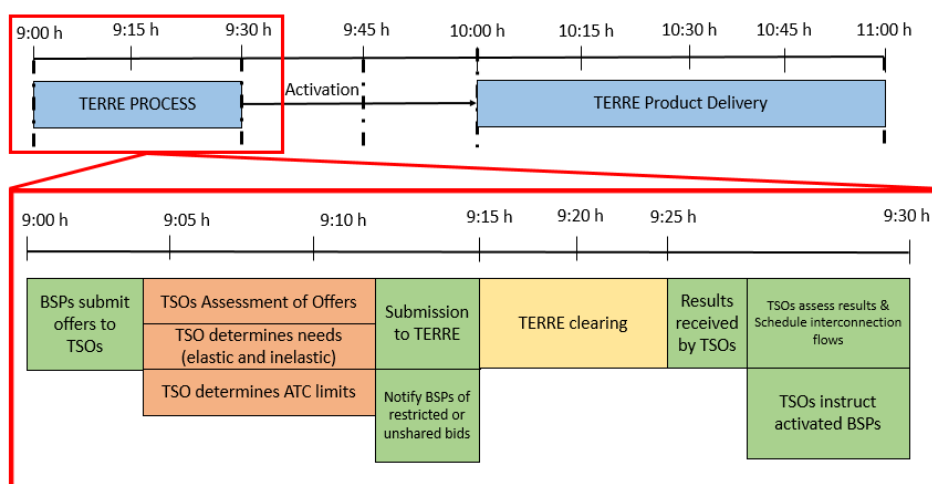 9:00 h
9:15 h
9:30 h
9:45 h
10:00 h
10:15 h
10:30 h
10:45 h
11:00 h
TERRE PROCESS
Activation
TERRE Product Delivery
9:00 h
9:05 h
9:10 h
9:15 h
9:20 h
9:25 h
9:30 h
BSPs submit
offers to
TSOs
TSOs Assessment of Offers
TSO determines needs
(elastic and inelastic)
TSO determines ATC limits
Submission
to TERRE
Notify BSPs of
restricted or
unshared bids
TERRE clearing
Results
received
by TSOs
TSOs assess results &
Schedule interconnection
flows
TSOs instruct
activated BSPs